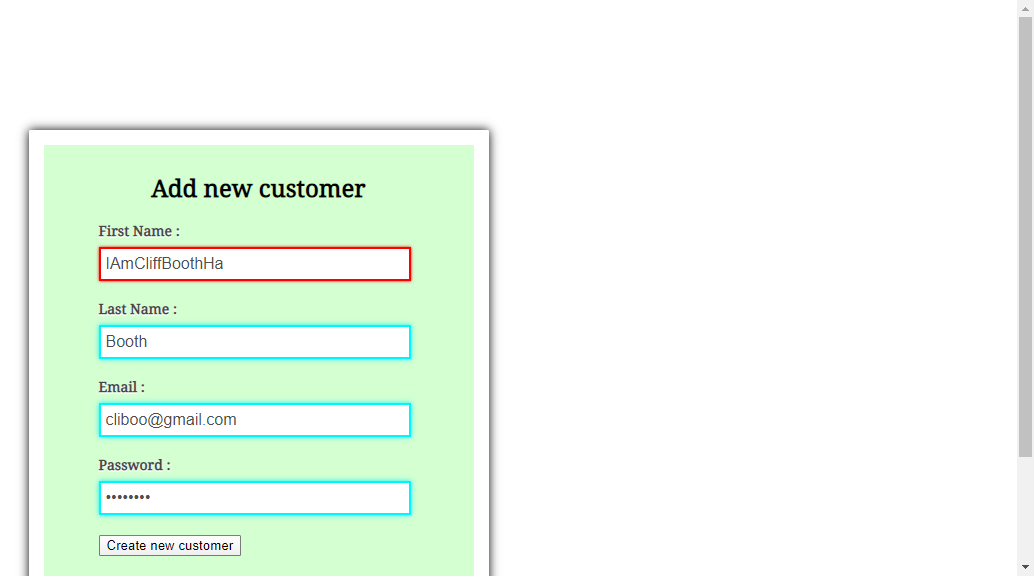 Add new customer
First Name :
IAmCliffBoothHa
Last Name :
Booth
Email :
cliboo@gmail.com
Password :
••••••••
Create new customer